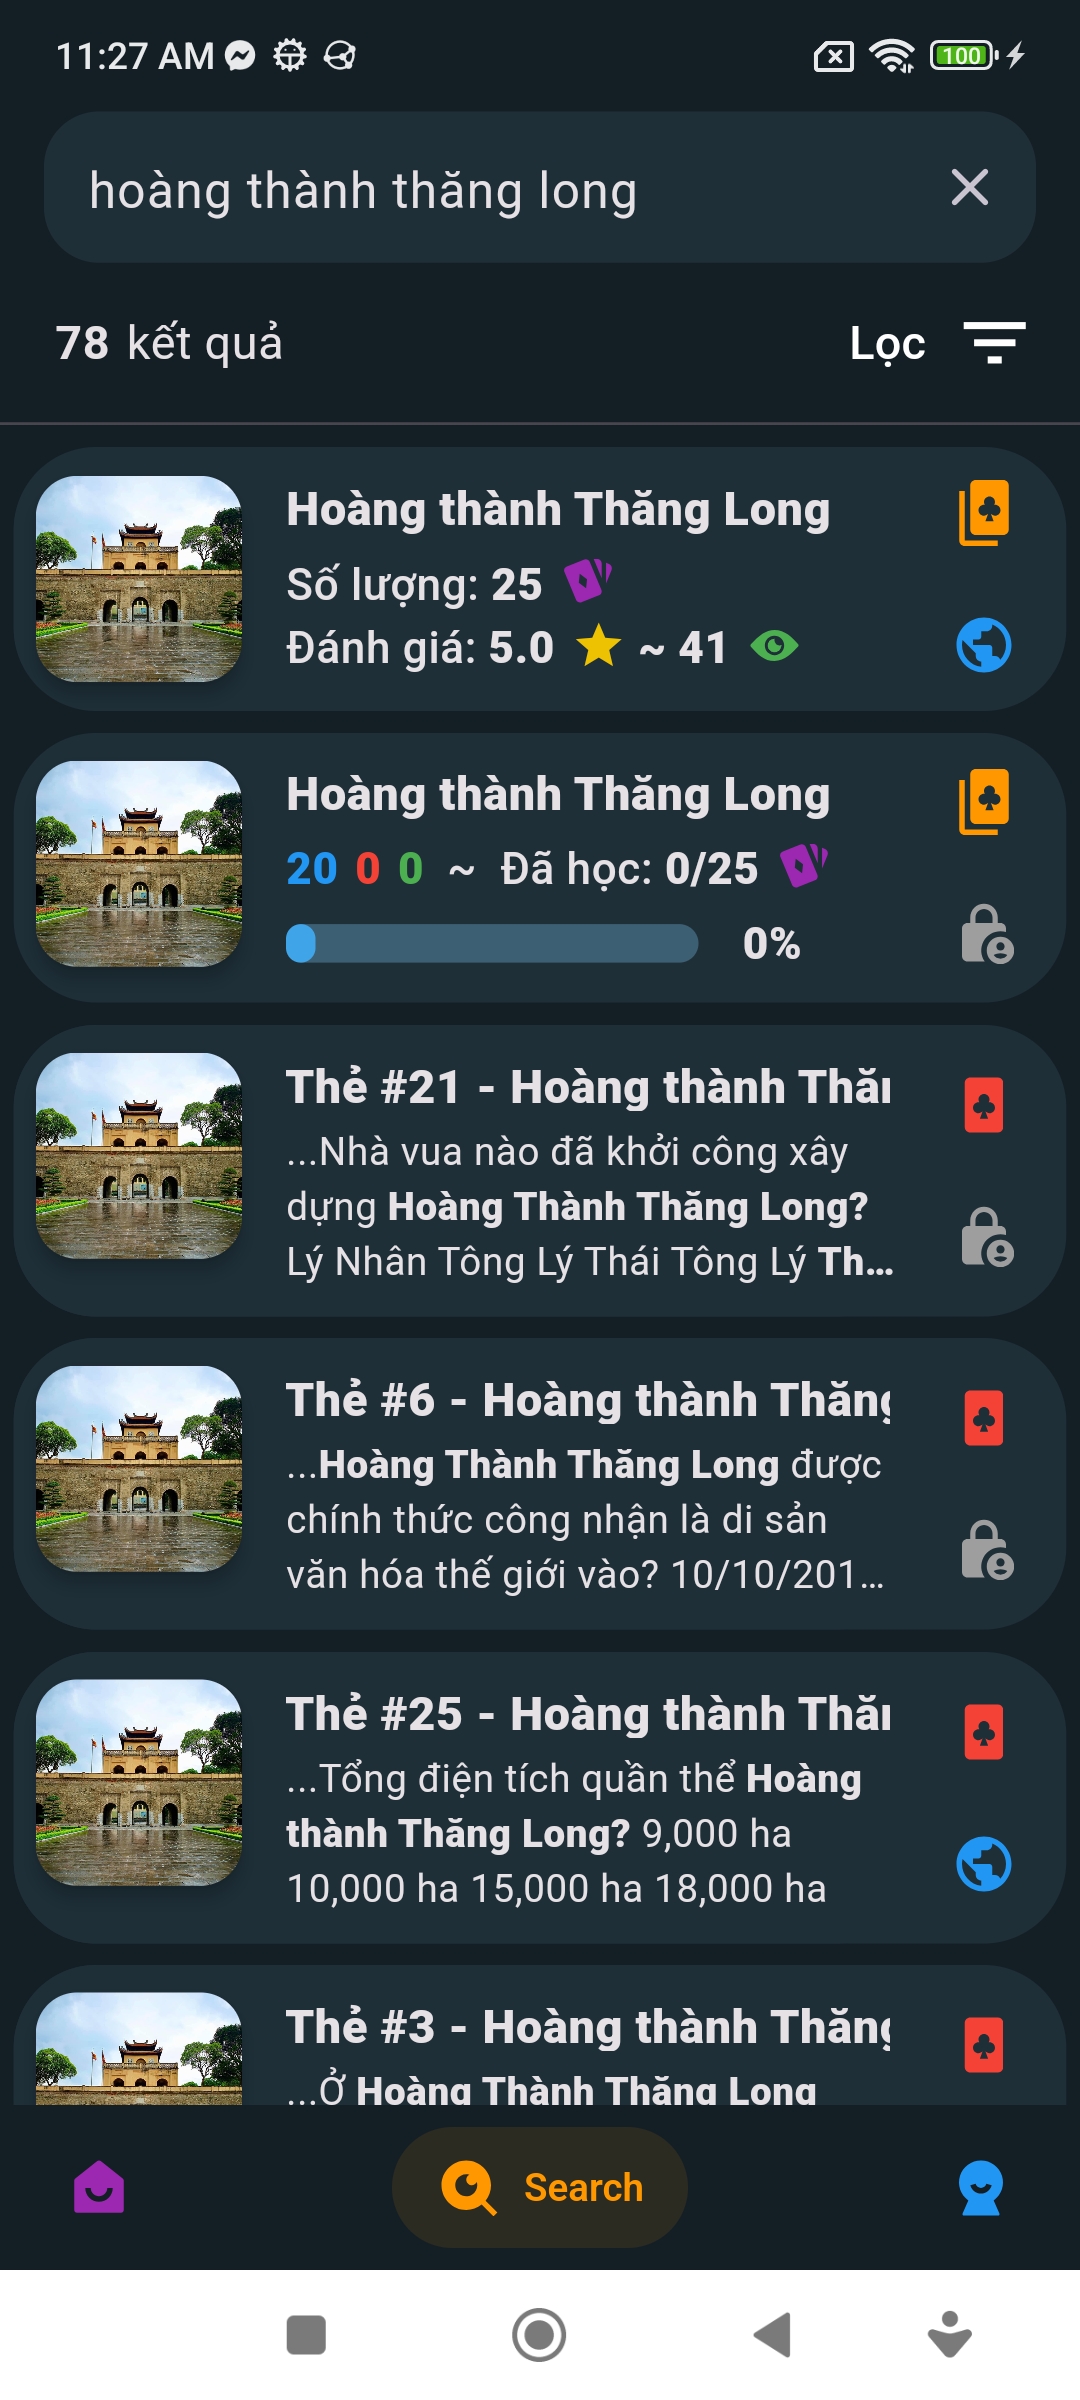 11:27 AM
100
hoàng thành thăng long
78 kết quả
Lọc
Hoàng thành Thăng Long
Số lượng: 25
Đánh giá: 5.0 ~ 41
Hoàng thành Thăng Long
20 0 0 ~ Đã học: 0/25
0%
Thẻ #21 - Hoàng thành Thăn
...Nhà vua nào đã khởi công xây
dựng Hoàng Thành Thăng Long?
Lý Nhân Tông Lý Thái Tông Lý Th...
Thẻ #6 - Hoàng thành Thăng
...Hoàng Thành Thăng Long được
chính thức công nhận là di sản
văn hóa thế giới vào? 10/10/201...
Thẻ #25 - Hoàng thành Thăn
...Tổng điện tích quần thể Hoàng
thành Thăng Long? 9,000 ha
10,000 ha 15,000 ha 18,000 ha
Thẻ #3 - Hoàng thành Thăng
...Ở Hoàng Thành Thăng Long
Search